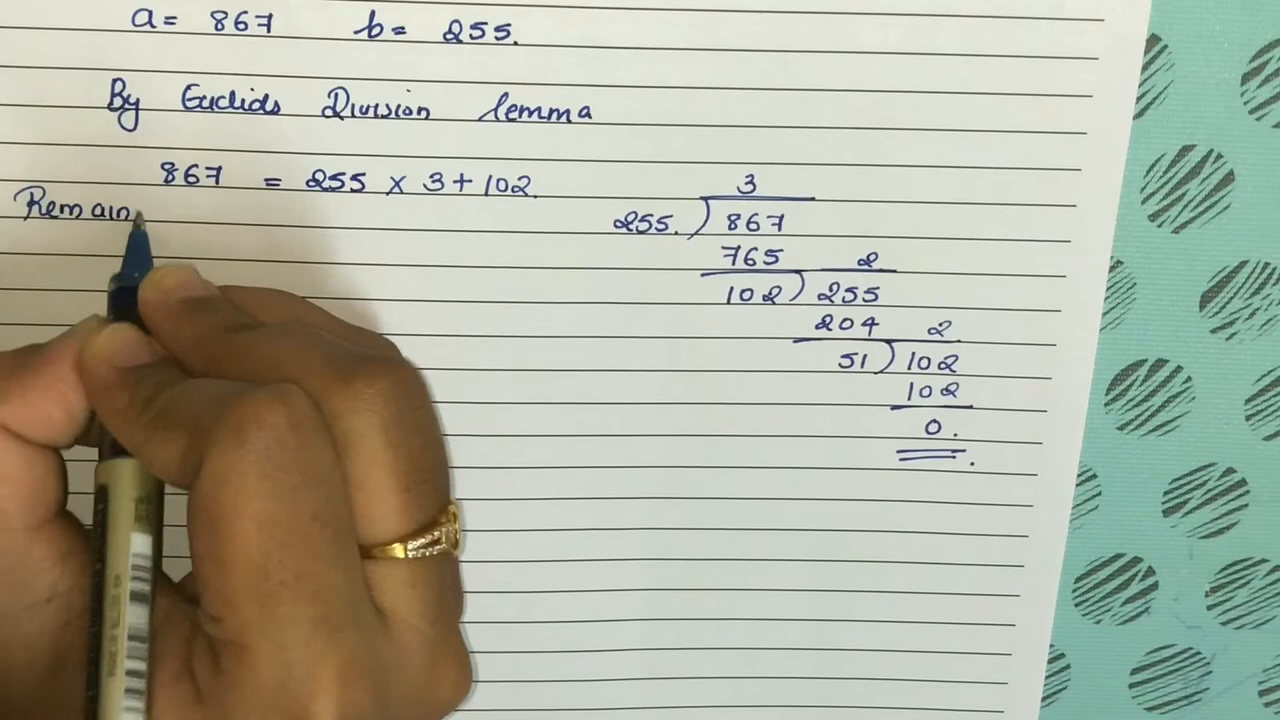 a = 867 b = 255.
By Euclids Division lemma
867 = 255 × 3 + 102.
Remain
3
255. ) 867
765 2
102 ) 255
204 2
51 ) 102
102
0.